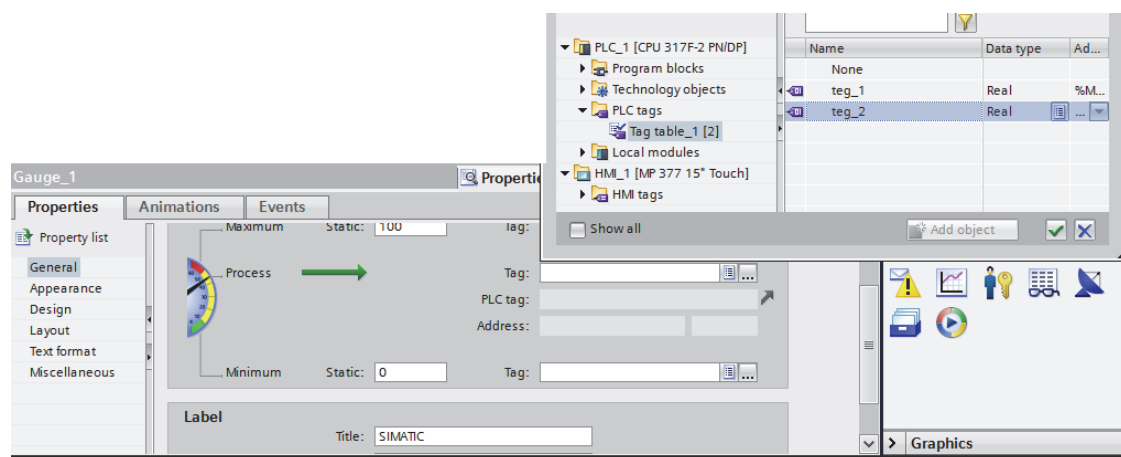 PLC_1 [CPU 317F-2 PN/DP]
Program blocks
Technology objects
PLC tags
Tag table_1 [2]
Local modules
HMI_1 [MP 377 15" Touch]
HMI tags
Name Data type Ad...
None
teg_1 Real %M...
teg_2 Real ...
Show all Add object
Gauge_1
Properties Animations Events
Property list
General
Appearance
Design
Layout
Text format
Miscellaneous
Maximum Static: 100 Tag:
Process Tag: ...
PLC tag:
Address:
Minimum Static: 0 Tag: ...
Label
Title: SIMATIC
Graphics